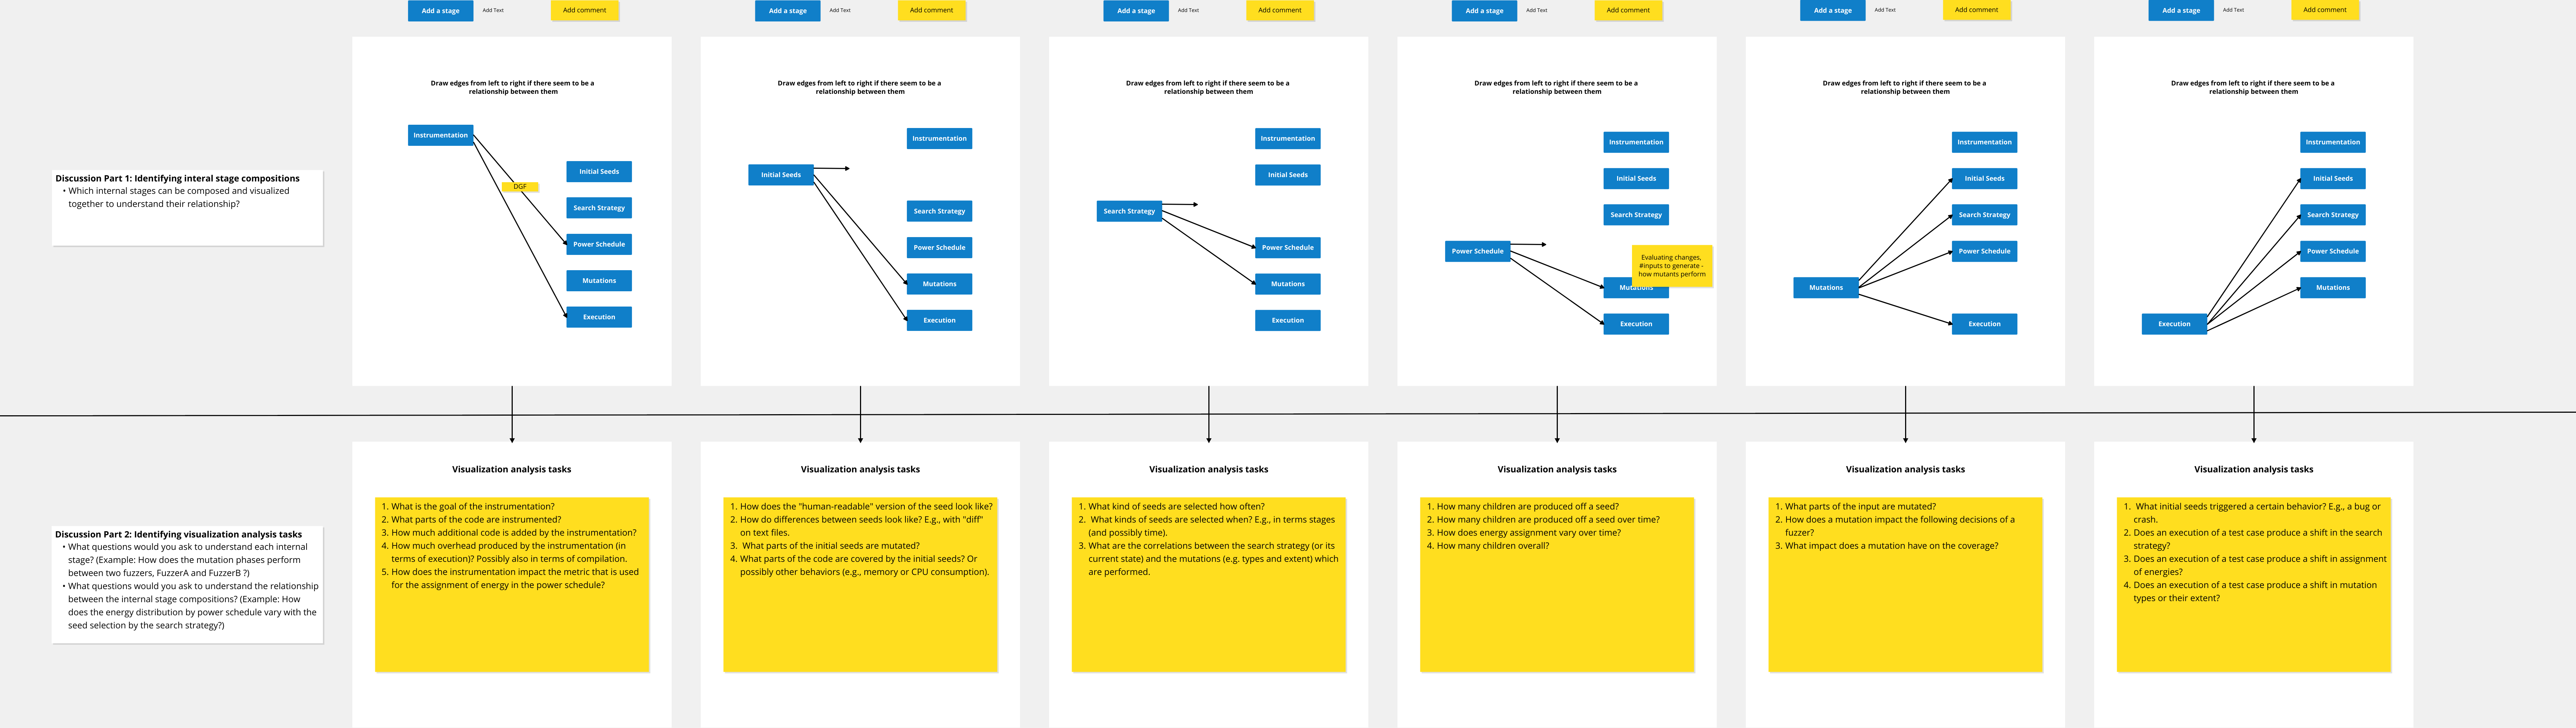 Add a stage
Add Text
Add comment
Add a stage
Add Text
Add comment
Add a stage
Add Text
Add comment
Add a stage
Add Text
Add comment
Add a stage
Add Text
Add comment
Add a stage
Add Text
Add comment
Discussion Part 1: Identifying interal stage compositions
• Which internal stages can be composed and visualized
together to understand their relationship?
Draw edges from left to right if there seem to be a
relationship between them
Instrumentation
DGF
Initial Seeds
Search Strategy
Power Schedule
Mutations
Execution
Draw edges from left to right if there seem to be a
relationship between them
Initial Seeds
Instrumentation
Search Strategy
Power Schedule
Mutations
Execution
Draw edges from left to right if there seem to be a
relationship between them
Search Strategy
Instrumentation
Initial Seeds
Power Schedule
Mutations
Execution
Draw edges from left to right if there seem to be a
relationship between them
Power Schedule
Instrumentation
Initial Seeds
Search Strategy
Evaluating changes,
#inputs to generate -
how mutants perform
Mutations
Execution
Draw edges from left to right if there seem to be a
relationship between them
Mutations
Instrumentation
Initial Seeds
Search Strategy
Power Schedule
Execution
Draw edges from left to right if there seem to be a
relationship between them
Execution
Instrumentation
Initial Seeds
Search Strategy
Power Schedule
Mutations
Discussion Part 2: Identifying visualization analysis tasks
• What questions would you ask to understand each internal
stage? (Example: How does the mutation phases perform
between two fuzzers, FuzzerA and FuzzerB ?)
• What questions would you ask to understand the relationship
between the internal stage compositions? (Example: How
does the energy distribution by power schedule vary with the
seed selection by the search strategy?)
Visualization analysis tasks
1. What is the goal of the instrumentation?
2. What parts of the code are instrumented?
3. How much additional code is added by the instrumentation?
4. How much overhead produced by the instrumentation (in
terms of execution)? Possibly also in terms of compilation.
5. How does the instrumentation impact the metric that is used
for the assignment of energy in the power schedule?
Visualization analysis tasks
1. How does the "human-readable" version of the seed look like?
2. How do differences between seeds look like? E.g., with "diff"
on text files.
3. What parts of the initial seeds are mutated?
4. What parts of the code are covered by the initial seeds? Or
possibly other behaviors (e.g., memory or CPU consumption).
Visualization analysis tasks
1. What kind of seeds are selected how often?
2. What kinds of seeds are selected when? E.g., in terms stages
(and possibly time).
3. What are the correlations between the search strategy (or its
current state) and the mutations (e.g. types and extent) which
are performed.
Visualization analysis tasks
1. How many children are produced off a seed?
2. How many children are produced off a seed over time?
3. How does energy assignment vary over time?
4. How many children overall?
Visualization analysis tasks
1. What parts of the input are mutated?
2. How does a mutation impact the following decisions of a
fuzzer?
3. What impact does a mutation have on the coverage?
Visualization analysis tasks
1. What initial seeds triggered a certain behavior? E.g., a bug or
crash.
2. Does an execution of a test case produce a shift in the search
strategy?
3. Does an execution of a test case produce a shift in assignment
of energies?
4. Does an execution of a test case produce a shift in mutation
types or their extent?